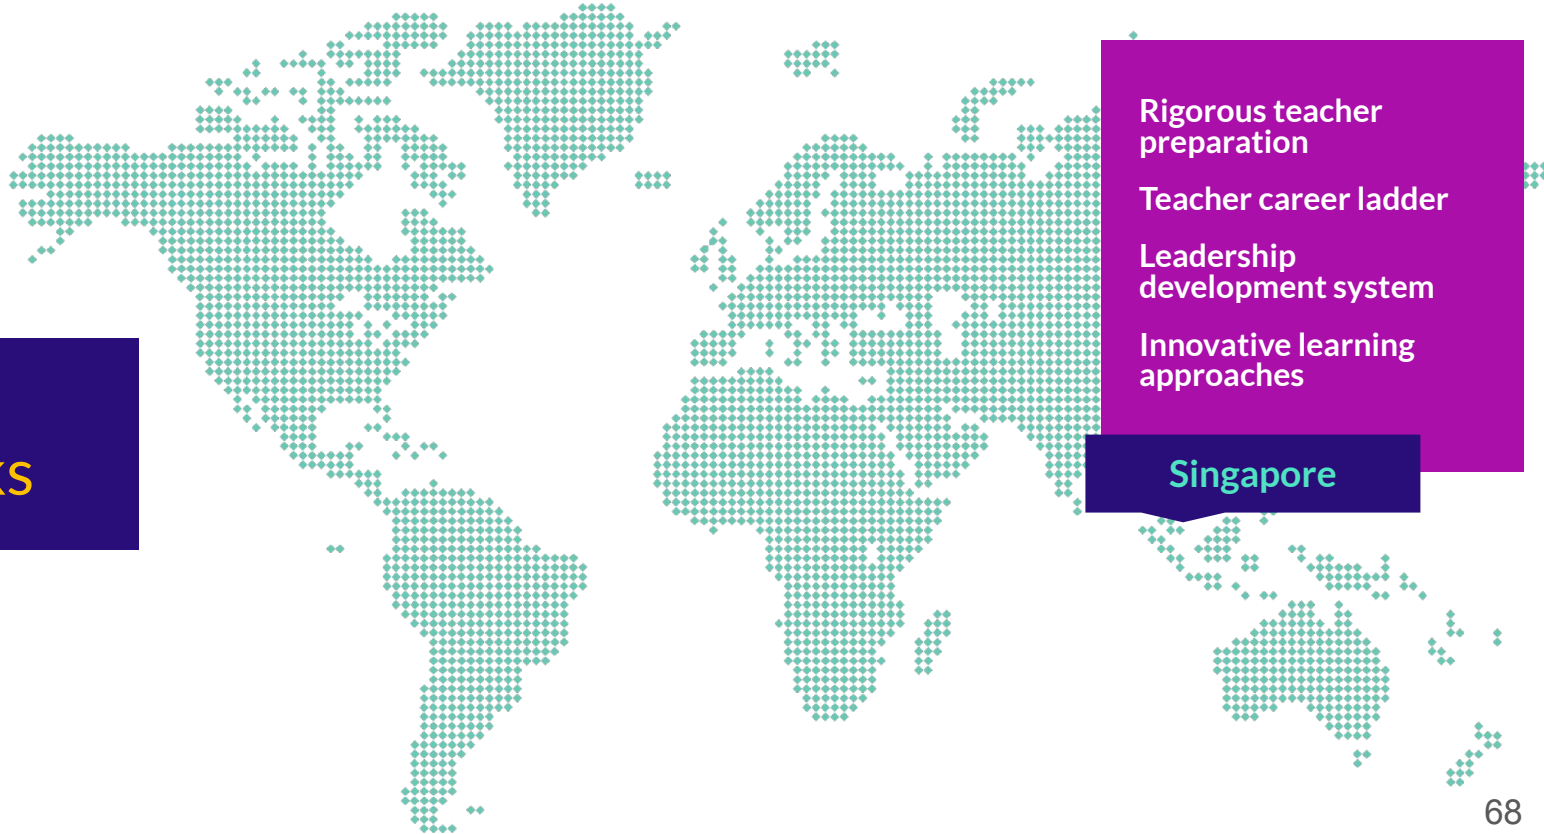 Rigorous teacher
preparation
Teacher career ladder
Leadership
development system
Innovative learning
approaches
Singapore
68